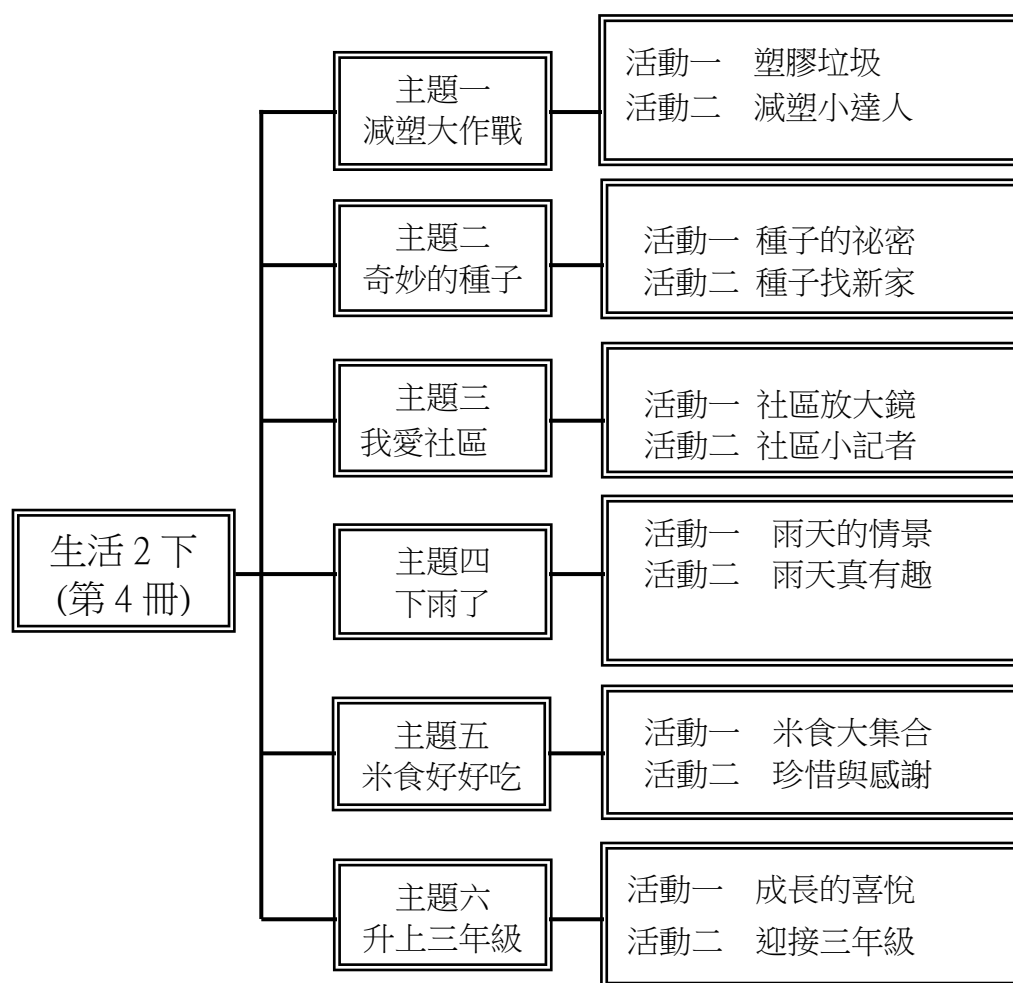 生活 2 下
(第 4 冊)
主題一
減塑大作戰
活動一 塑膠垃圾
活動二 減塑小達人
主題二
奇妙的種子
活動一 種子的祕密
活動二 種子找新家
主題三
我愛社區
活動一 社區放大鏡
活動二 社區小記者
主題四
下雨了
活動一 雨天的情景
活動二 雨天真有趣
主題五
米食好好吃
活動一 米食大集合
活動二 珍惜與感謝
主題六
升上三年級
活動一 成長的喜悅
活動二 迎接三年級